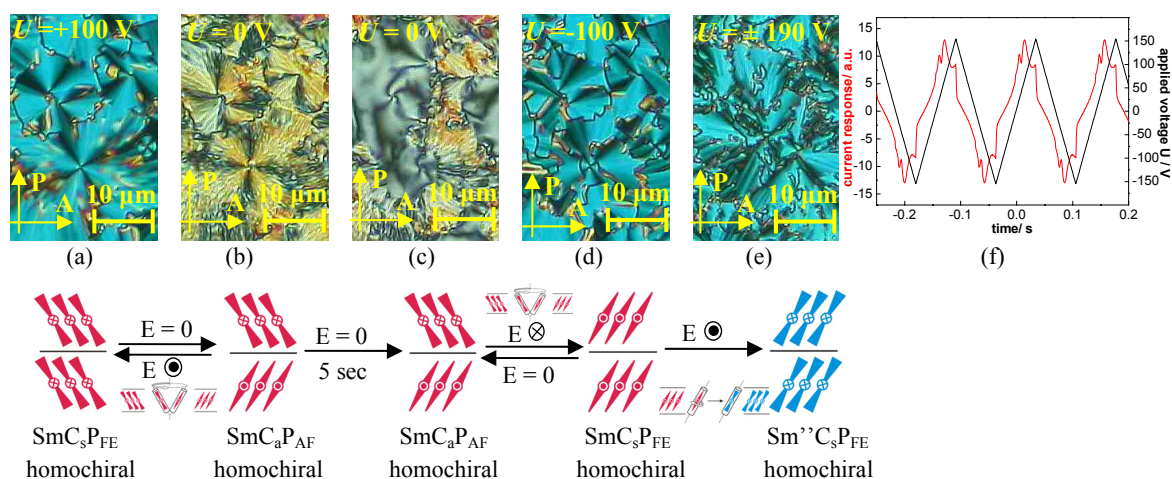 U =+100 V
U = 0 V
U = 0 V
U =-100 V
U = ± 190 V
P
A
10 µm
P
A
10 µm
P
A
10 µm
P
A
10 µm
P
A
10 µm
current response/ a.u.
15
10
5
0
-5
-10
-15
150
100
50
0
-50
-100
-150
applied voltage U / V
-0.2
-0.1
0.0
0.1
0.2
time/ s
(a)
(b)
(c)
(d)
(e)
(f)
E = 0
E
E = 0
5 sec
E
E = 0
E
SmCsPFE
SmCaPAF
SmCaPAF
SmCsPFE
Sm’’CsPFE
homochiral
homochiral
homochiral
homochiral
homochiral